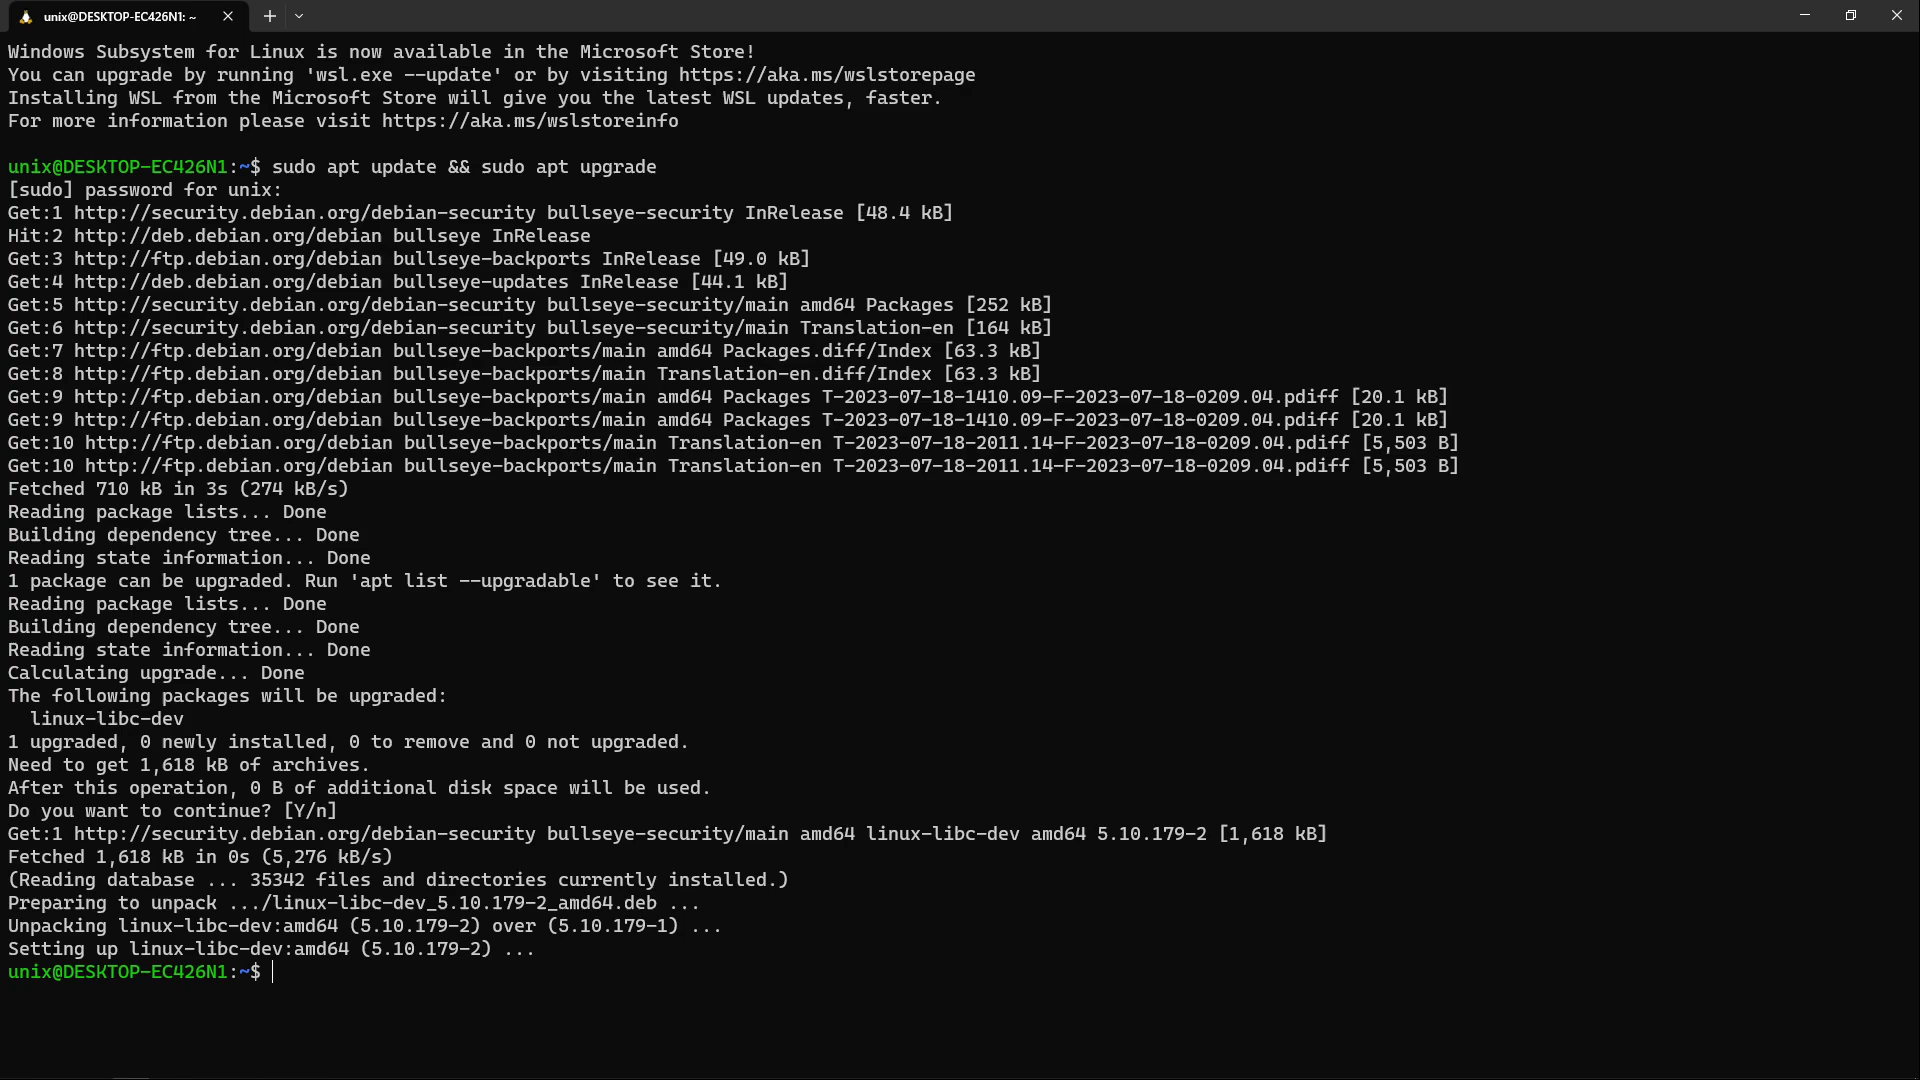 unix@DESKTOP-EC426N1: ~
Windows Subsystem for Linux is now available in the Microsoft Store!
You can upgrade by running 'wsl.exe --update' or by visiting https://aka.ms/wslstorepage
Installing WSL from the Microsoft Store will give you the latest WSL updates, faster.
For more information please visit https://aka.ms/wslstoreinfo

unix@DESKTOP-EC426N1:~$ sudo apt update && sudo apt upgrade
[sudo] password for unix:
Get:1 http://security.debian.org/debian-security bullseye-security InRelease [48.4 kB]
Hit:2 http://deb.debian.org/debian bullseye InRelease
Get:3 http://ftp.debian.org/debian bullseye-backports InRelease [49.0 kB]
Get:4 http://deb.debian.org/debian bullseye-updates InRelease [44.1 kB]
Get:5 http://security.debian.org/debian-security bullseye-security/main amd64 Packages [252 kB]
Get:6 http://security.debian.org/debian-security bullseye-security/main Translation-en [164 kB]
Get:7 http://ftp.debian.org/debian bullseye-backports/main amd64 Packages.diff/Index [63.3 kB]
Get:8 http://ftp.debian.org/debian bullseye-backports/main Translation-en.diff/Index [63.3 kB]
Get:9 http://ftp.debian.org/debian bullseye-backports/main amd64 Packages T-2023-07-18-1410.09-F-2023-07-18-0209.04.pdiff [20.1 kB]
Get:9 http://ftp.debian.org/debian bullseye-backports/main amd64 Packages T-2023-07-18-1410.09-F-2023-07-18-0209.04.pdiff [20.1 kB]
Get:10 http://ftp.debian.org/debian bullseye-backports/main Translation-en T-2023-07-18-2011.14-F-2023-07-18-0209.04.pdiff [5,503 B]
Get:10 http://ftp.debian.org/debian bullseye-backports/main Translation-en T-2023-07-18-2011.14-F-2023-07-18-0209.04.pdiff [5,503 B]
Fetched 710 kB in 3s (274 kB/s)
Reading package lists... Done
Building dependency tree... Done
Reading state information... Done
1 package can be upgraded. Run 'apt list --upgradable' to see it.
Reading package lists... Done
Building dependency tree... Done
Reading state information... Done
Calculating upgrade... Done
The following packages will be upgraded:
  linux-libc-dev
1 upgraded, 0 newly installed, 0 to remove and 0 not upgraded.
Need to get 1,618 kB of archives.
After this operation, 0 B of additional disk space will be used.
Do you want to continue? [Y/n]
Get:1 http://security.debian.org/debian-security bullseye-security/main amd64 linux-libc-dev amd64 5.10.179-2 [1,618 kB]
Fetched 1,618 kB in 0s (5,276 kB/s)
(Reading database ... 35342 files and directories currently installed.)
Preparing to unpack .../linux-libc-dev_5.10.179-2_amd64.deb ...
Unpacking linux-libc-dev:amd64 (5.10.179-2) over (5.10.179-1) ...
Setting up linux-libc-dev:amd64 (5.10.179-2) ...
unix@DESKTOP-EC426N1:~$